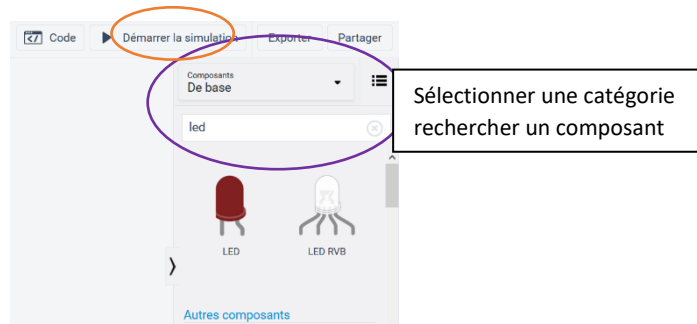 Code Démarrer la simulation Exporter Partager
Composants
De base
led
Sélectionner une catégorie
rechercher un composant
LED LED RVB
Autres composants